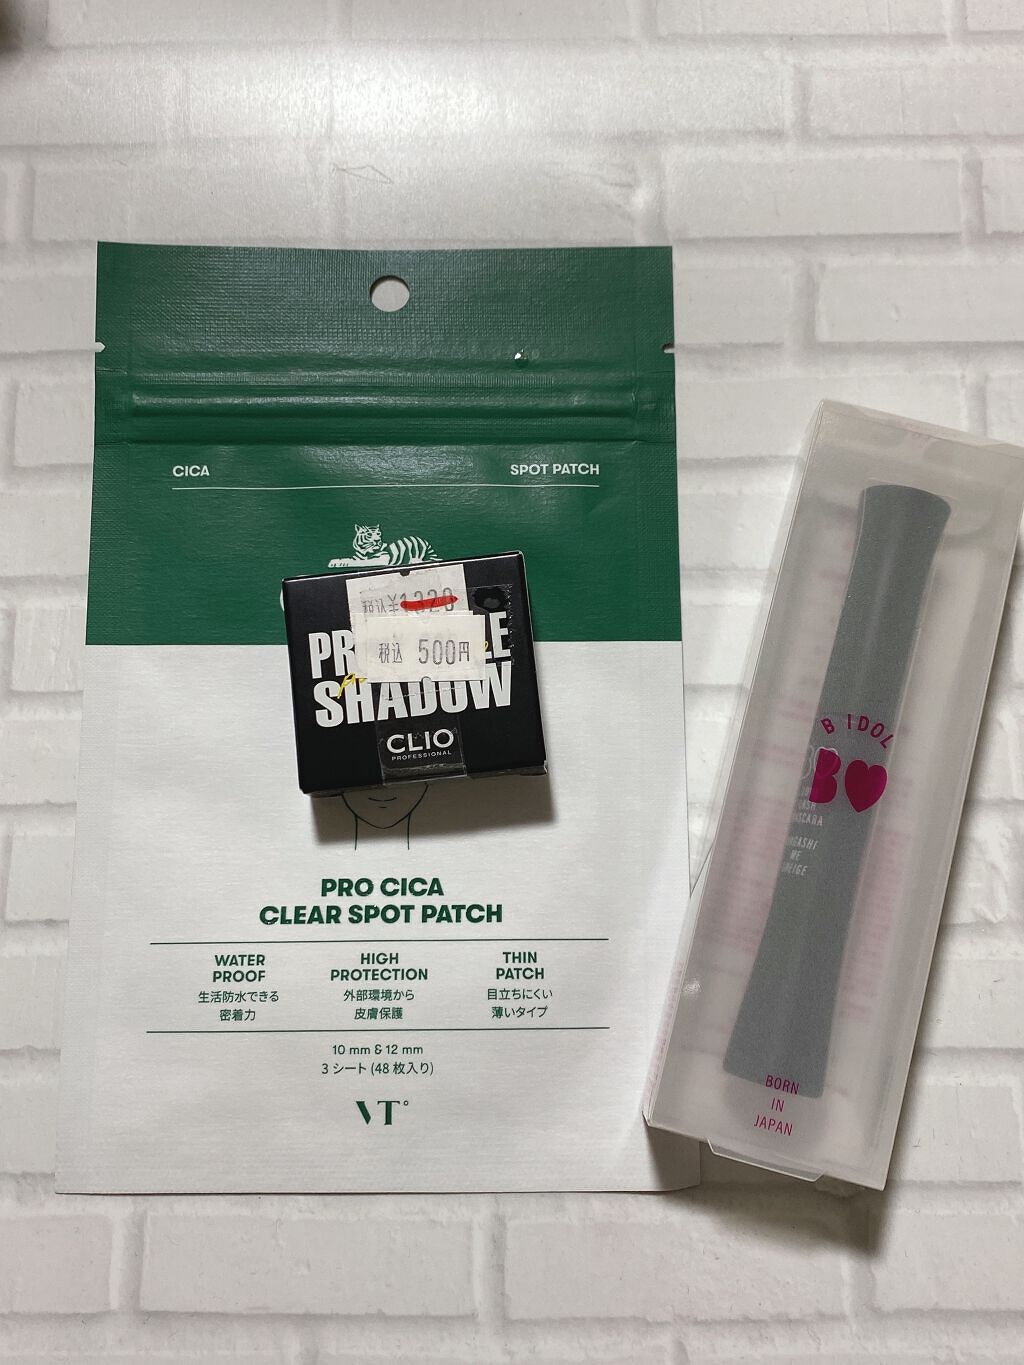 CICA
SPOT PATCH
税込¥1320
税込 500円
SHADOW
CLIO
PROFESSIONAL
PRO CICA
CLEAR SPOT PATCH
WATER
PROOF
生活防水できる
密着力
HIGH
PROTECTION
外部環境から
皮膚保護
THIN
PATCH
目立ちにくい
薄いタイプ
10 mm & 12 mm
3 シート (48 枚入り)
VT
B IDOL
B
BORN
IN
JAPAN